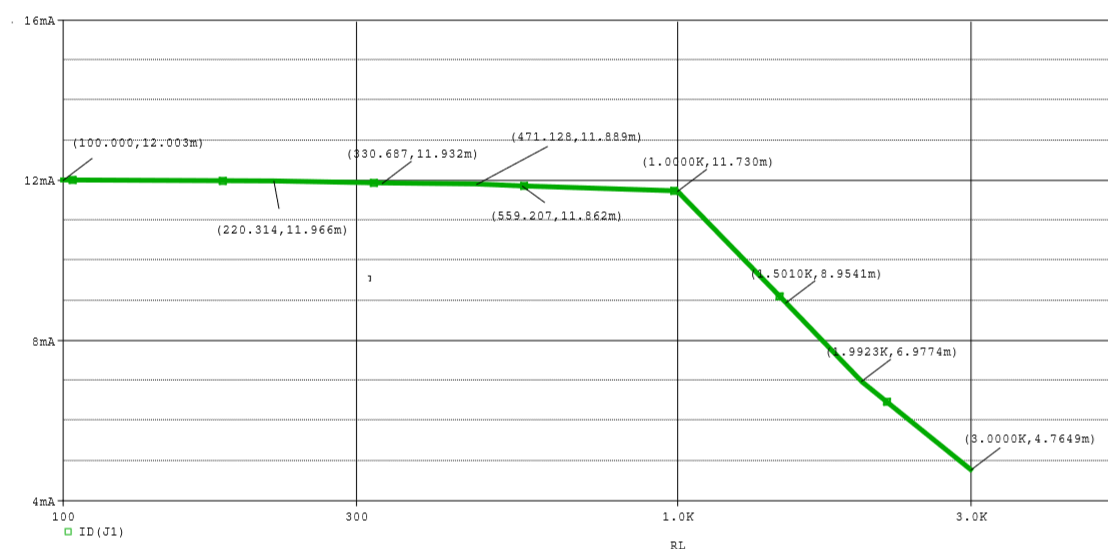 16mA
(100.000,12.003m)
(471.128,11.889m)
(330.687,11.932m)
(1.0000K,11.730m)
12mA
(559.207,11.862m)
(220.314,11.966m)
(1.5010K,8.9541m)
8mA
(1.9923K,6.9774m)
(3.0000K,4.7649m)
4mA
100
300
1.0K
3.0K
ID(J1)
RL